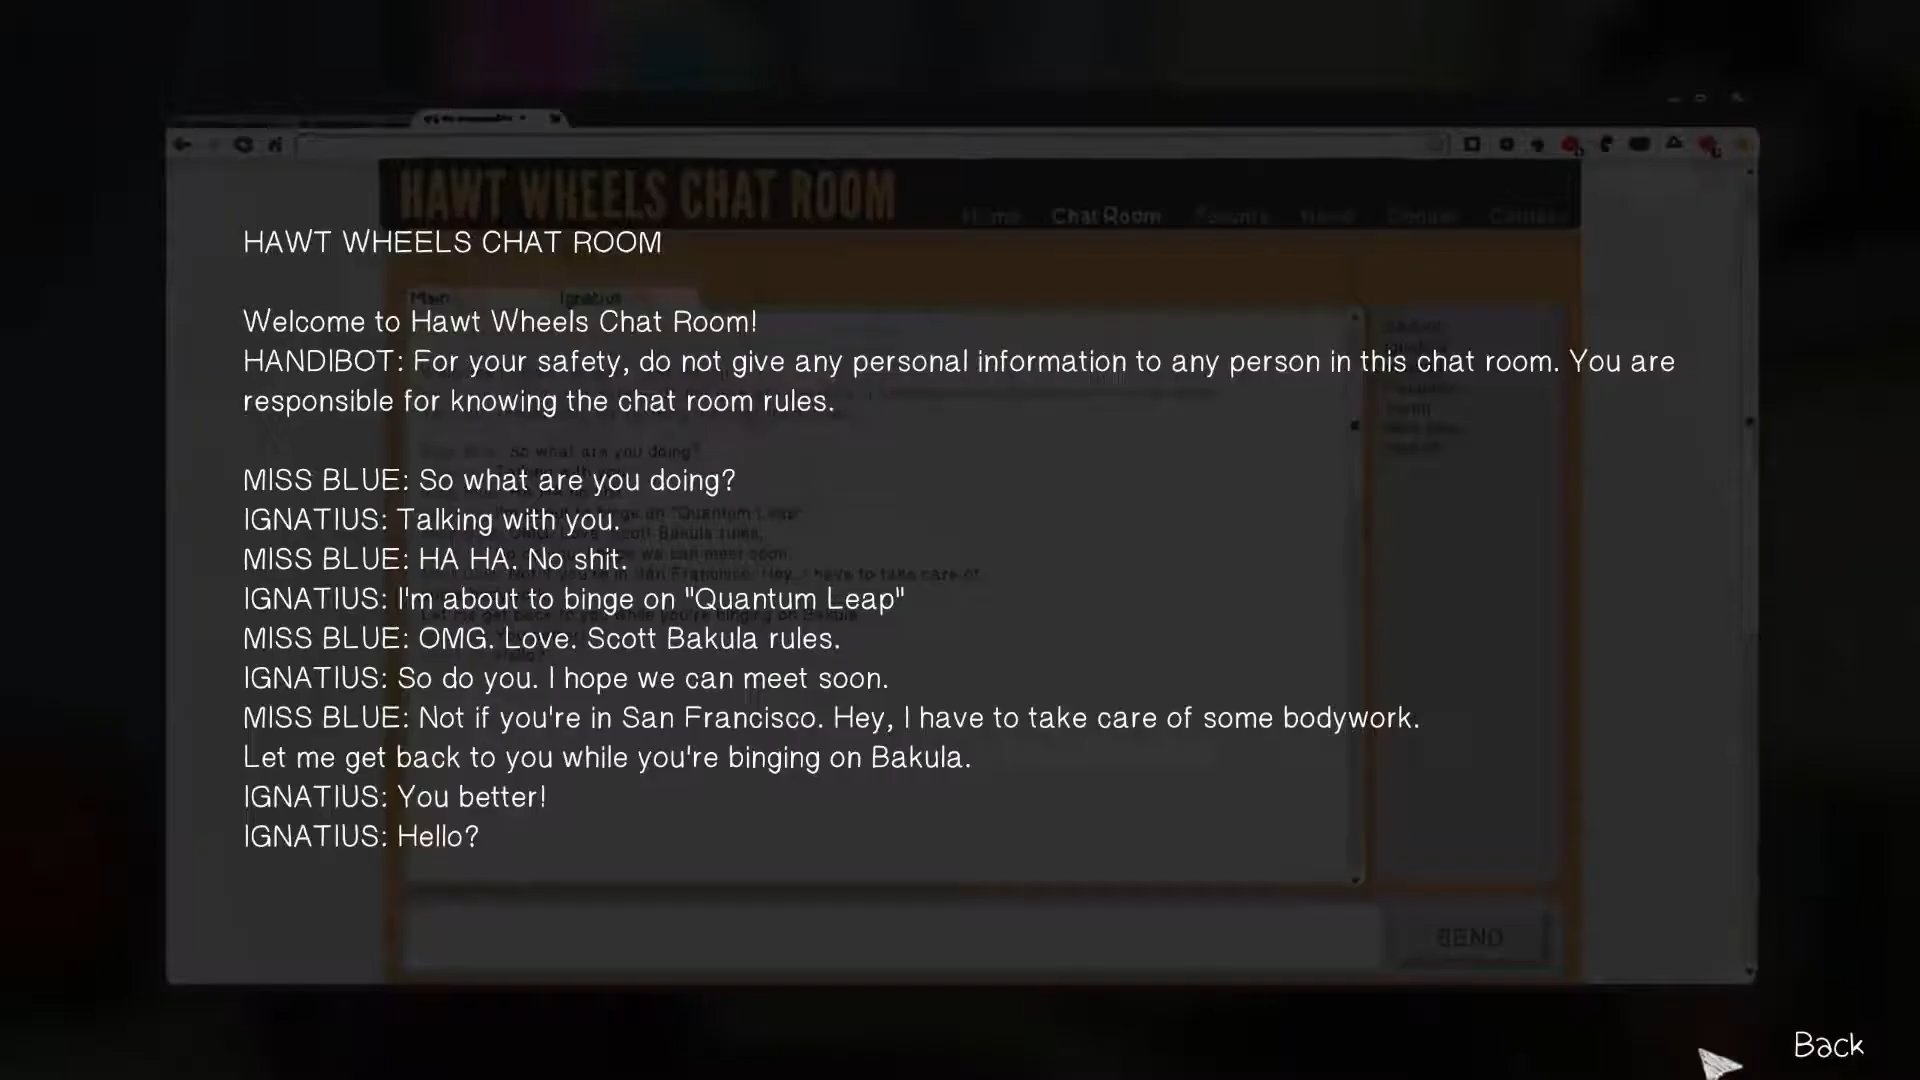 HAWT WHEELS CHAT ROOM
Chat Room
HAWT WHEELS CHAT ROOM
Main
Ignatius
Welcome to Hawt Wheels Chat Room!
HANDIBOT: For your safety, do not give any personal information to any person in this chat room. You are
responsible for knowing the chat room rules.
MISS BLUE: So what are you doing?
IGNATIUS: Talking with you.
MISS BLUE: HA HA. No shit.
IGNATIUS: I'm about to binge on "Quantum Leap"
MISS BLUE: OMG. Love. Scott Bakula rules.
IGNATIUS: So do you. I hope we can meet soon.
MISS BLUE: Not if you're in San Francisco. Hey, I have to take care of some bodywork.
Let me get back to you while you're binging on Bakula.
IGNATIUS: You better!
IGNATIUS: Hello?
SEND
Back